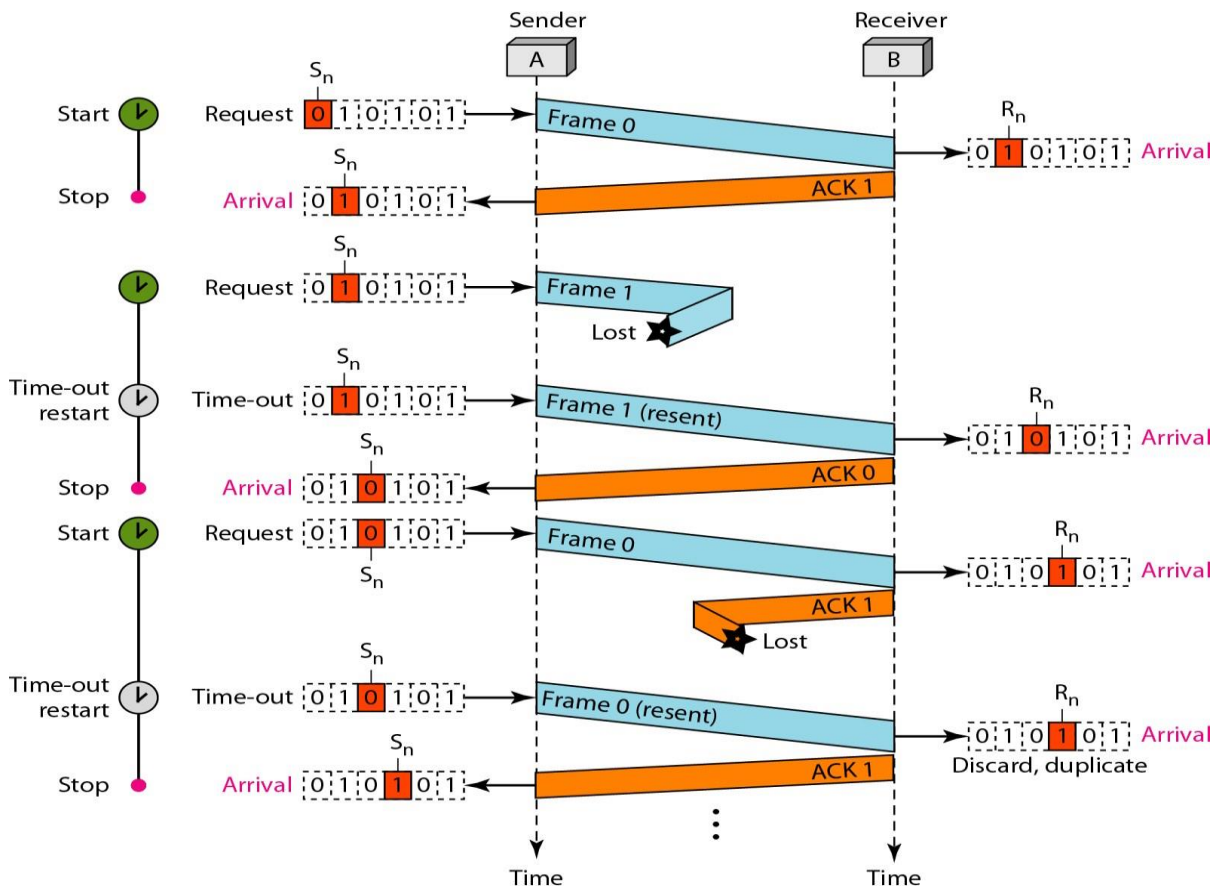 Sender Receiver
A B
Sn
Start Request 0 1 0 1 0 1 Frame 0
Rn
0 1 0 1 0 1 Arrival
Sn
ACK 1
Stop Arrival 0 1 0 1 0 1
Sn
Request 0 1 0 1 0 1 Frame 1
Lost
Sn
Time-out
restart
Time-out 0 1 0 1 0 1 Frame 1 (resent)
Rn
0 1 0 1 0 1 Arrival
Sn
ACK 0
Stop Arrival 0 1 0 1 0 1
Start Request 0 1 0 1 0 1 Frame 0
Sn
Rn
0 1 0 1 0 1 Arrival
ACK 1
Lost
Sn
Time-out
restart
Time-out 0 1 0 1 0 1 Frame 0 (resent)
Rn
0 1 0 1 0 1 Arrival
Discard, duplicate
Sn
ACK 1
Stop Arrival 0 1 0 1 0 1
Time Time